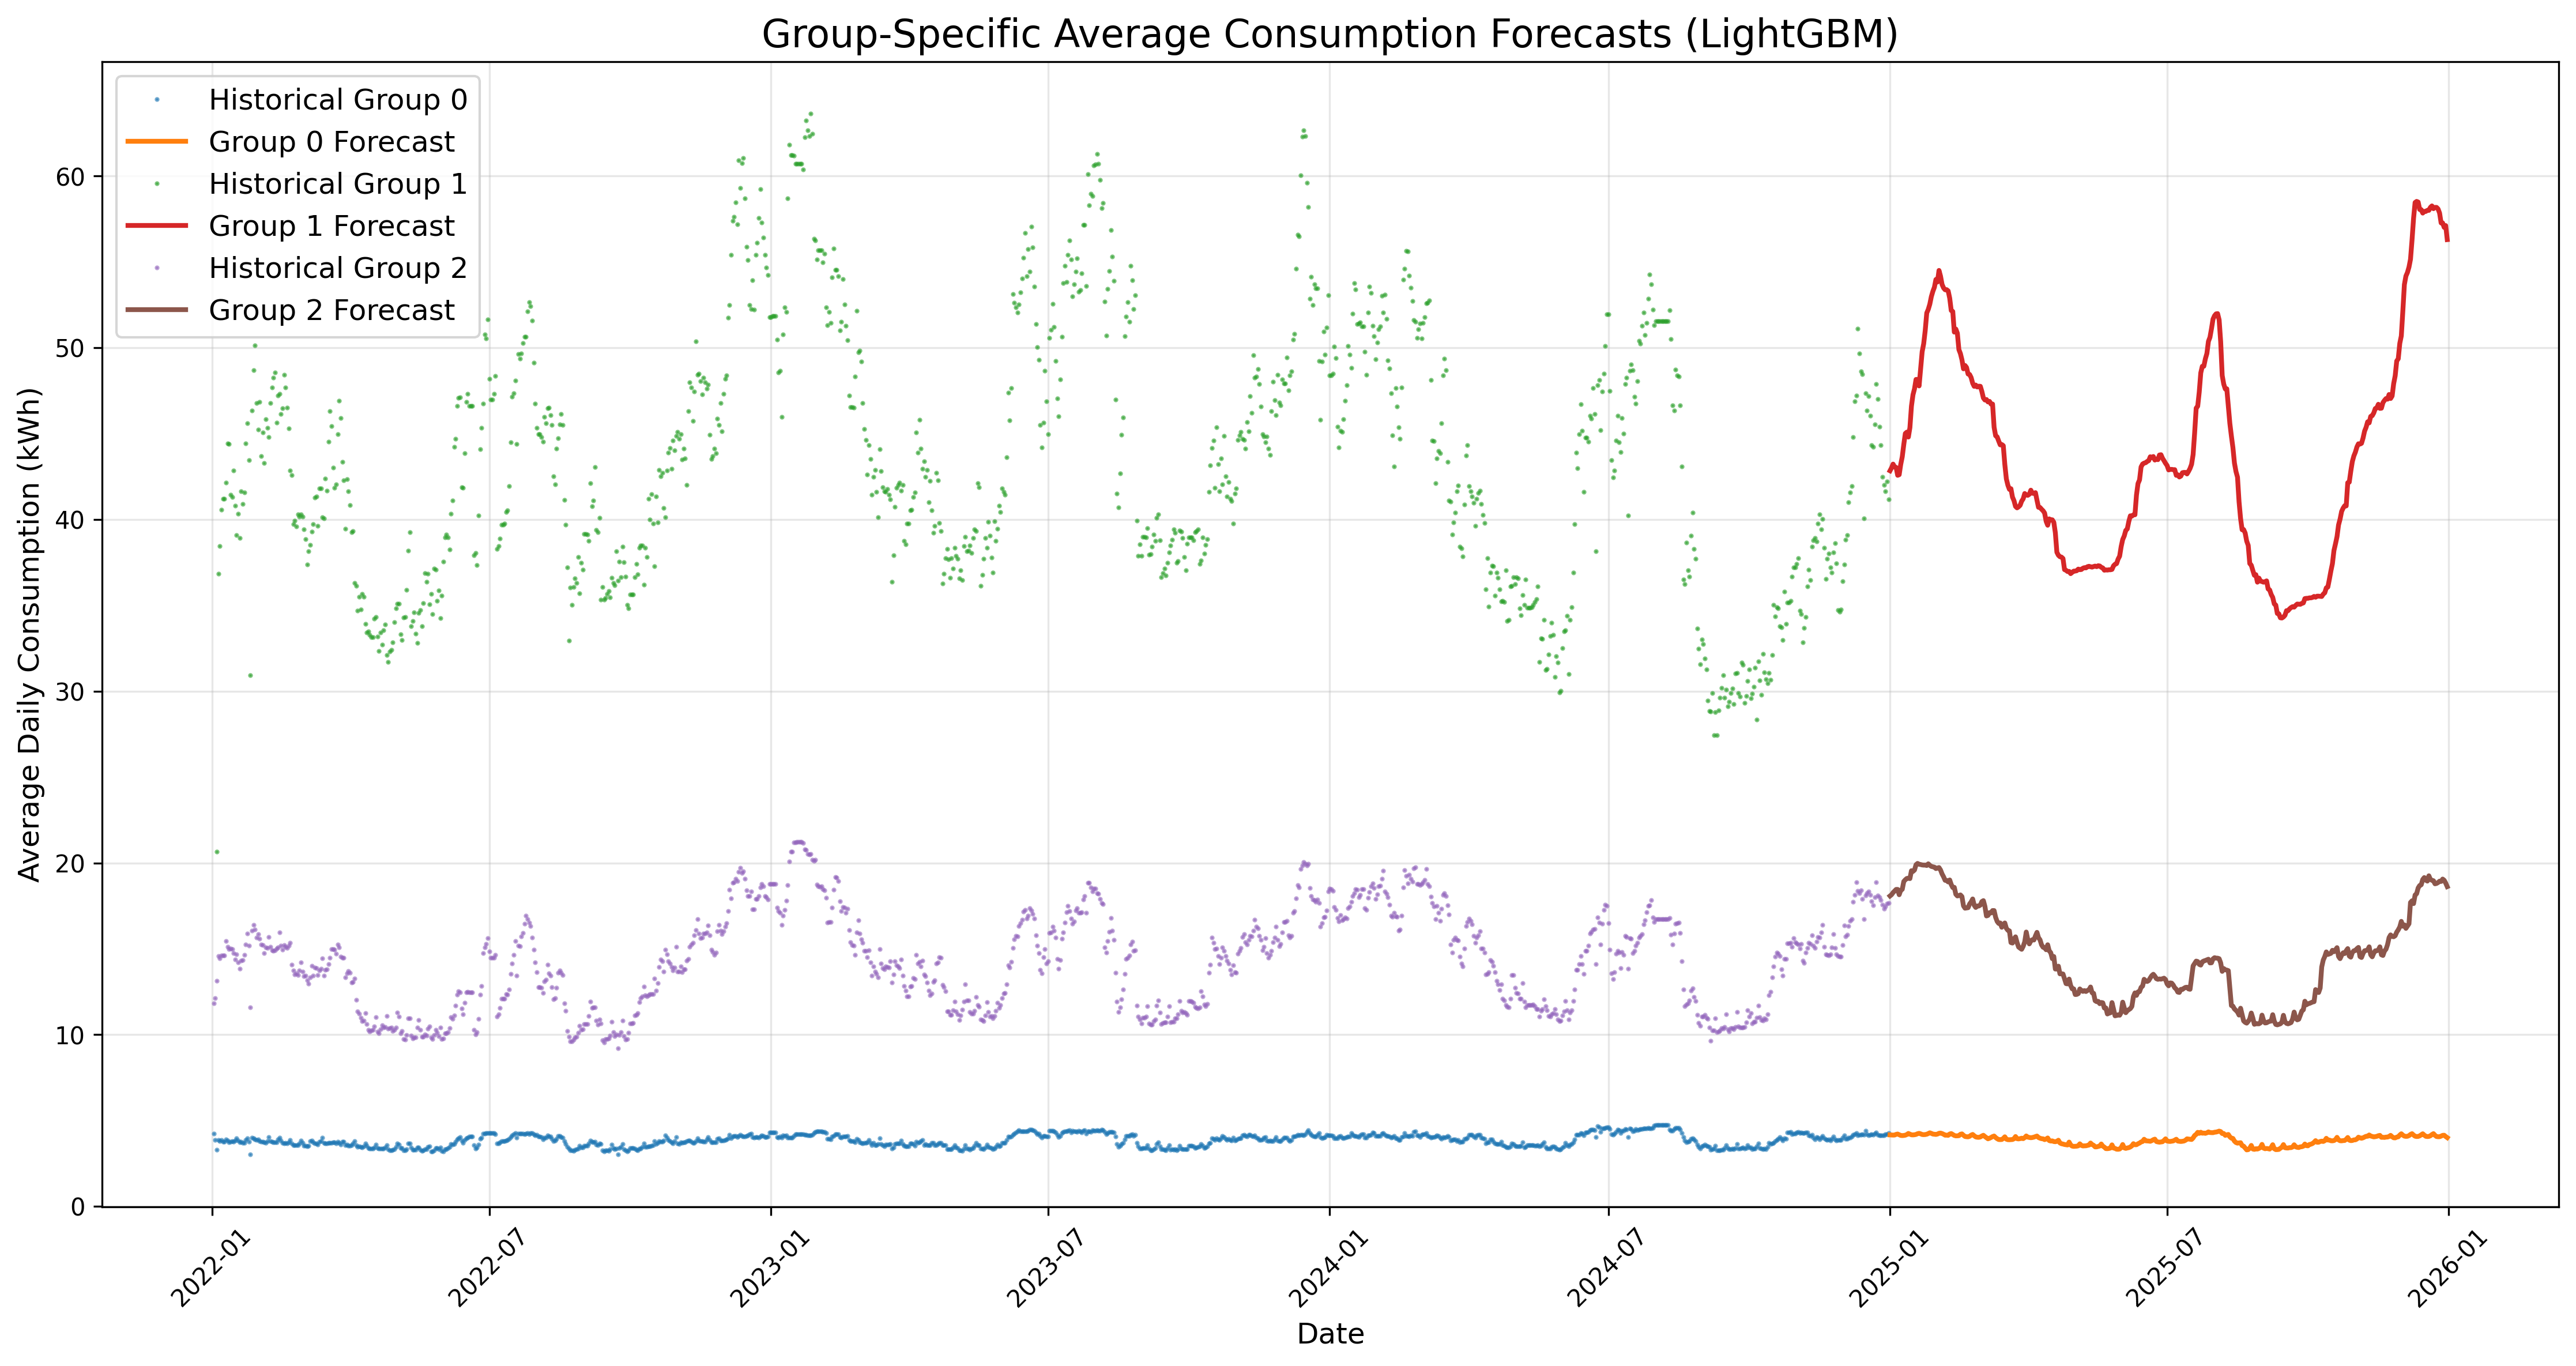 Group-Specific Average Consumption Forecasts (LightGBM)
Historical Group 0
Group 0 Forecast
Historical Group 1
Group 1 Forecast
Historical Group 2
Group 2 Forecast
Average Daily Consumption (kWh)
60
50
40
30
20
10
0
2022-01
2022-07
2023-01
2023-07
2024-01
2024-07
2025-01
2025-07
2026-01
Date